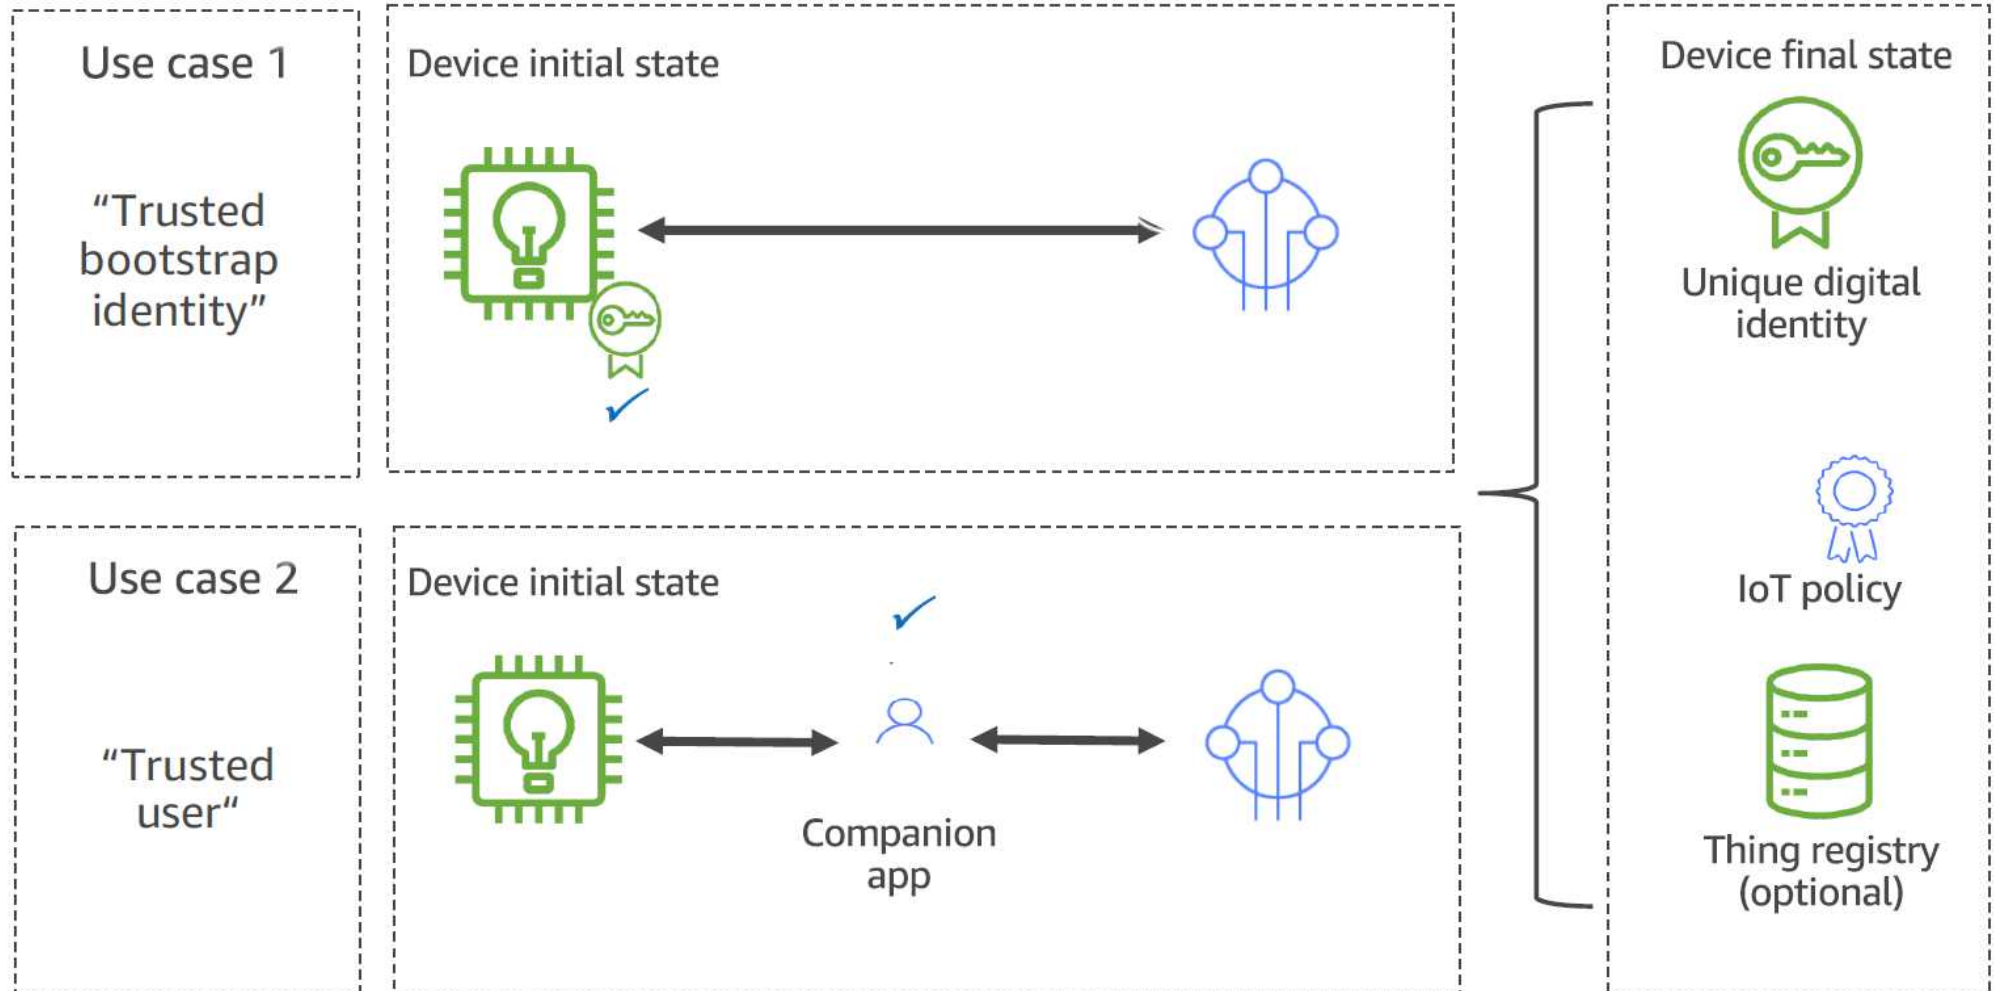 Use case 1
“Trusted
bootstrap
identity”
Device initial state
Use case 2
“Trusted
user“
Device initial state
Companion
app
Device final state
Unique digital
identity
IoT policy
Thing registry
(optional)